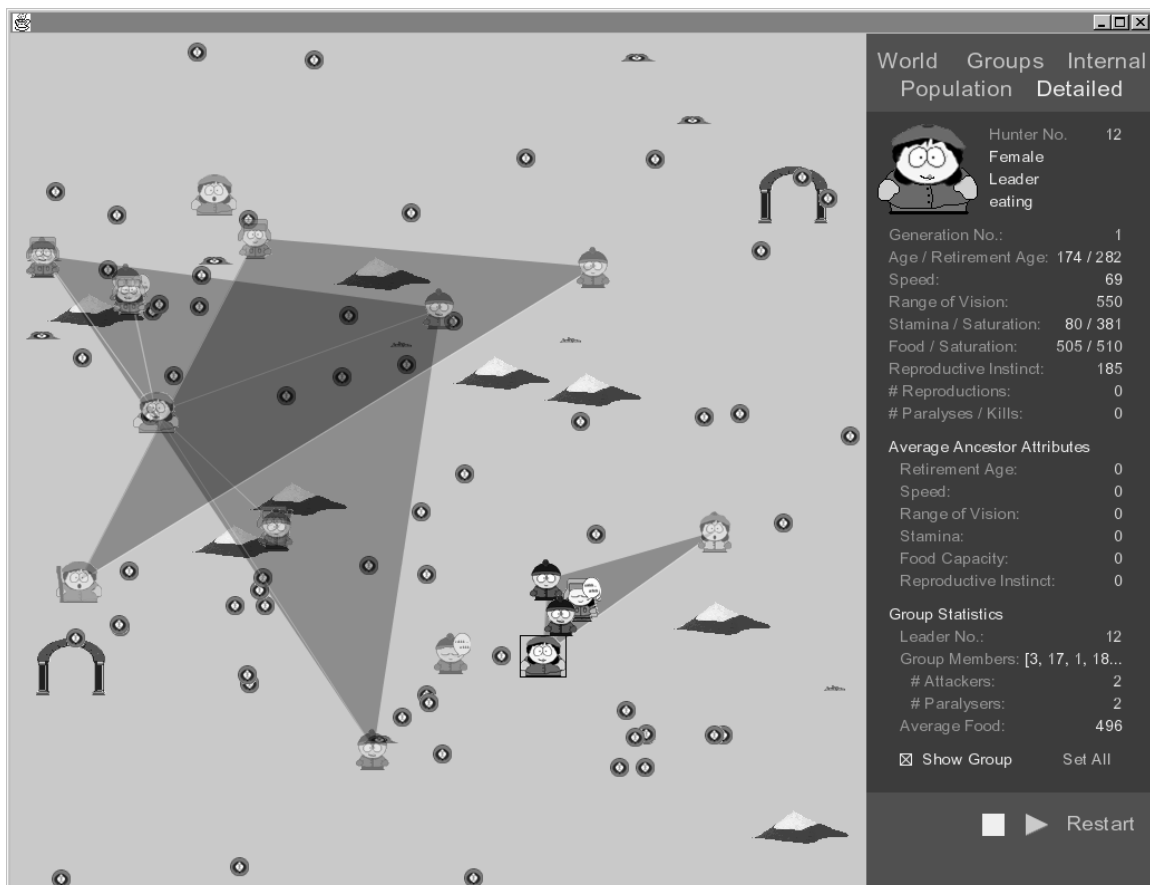 World Groups Internal
Population Detailed
Hunter No. 12
Female
Leader
eating
Generation No.: 1
Age / Retirement Age: 174 / 282
Speed: 69
Range of Vision: 550
Stamina / Saturation: 80 / 381
Food / Saturation: 505 / 510
Reproductive Instinct: 185
# Reproductions: 0
# Paralyses / Kills: 0
Average Ancestor Attributes
Retirement Age: 0
Speed: 0
Range of Vision: 0
Stamina: 0
Food Capacity: 0
Reproductive Instinct: 0
Group Statistics
Leader No.: 12
Group Members: [3, 17, 1, 18...
# Attackers: 2
# Paralysers: 2
Average Food: 496
Show Group Set All
Restart